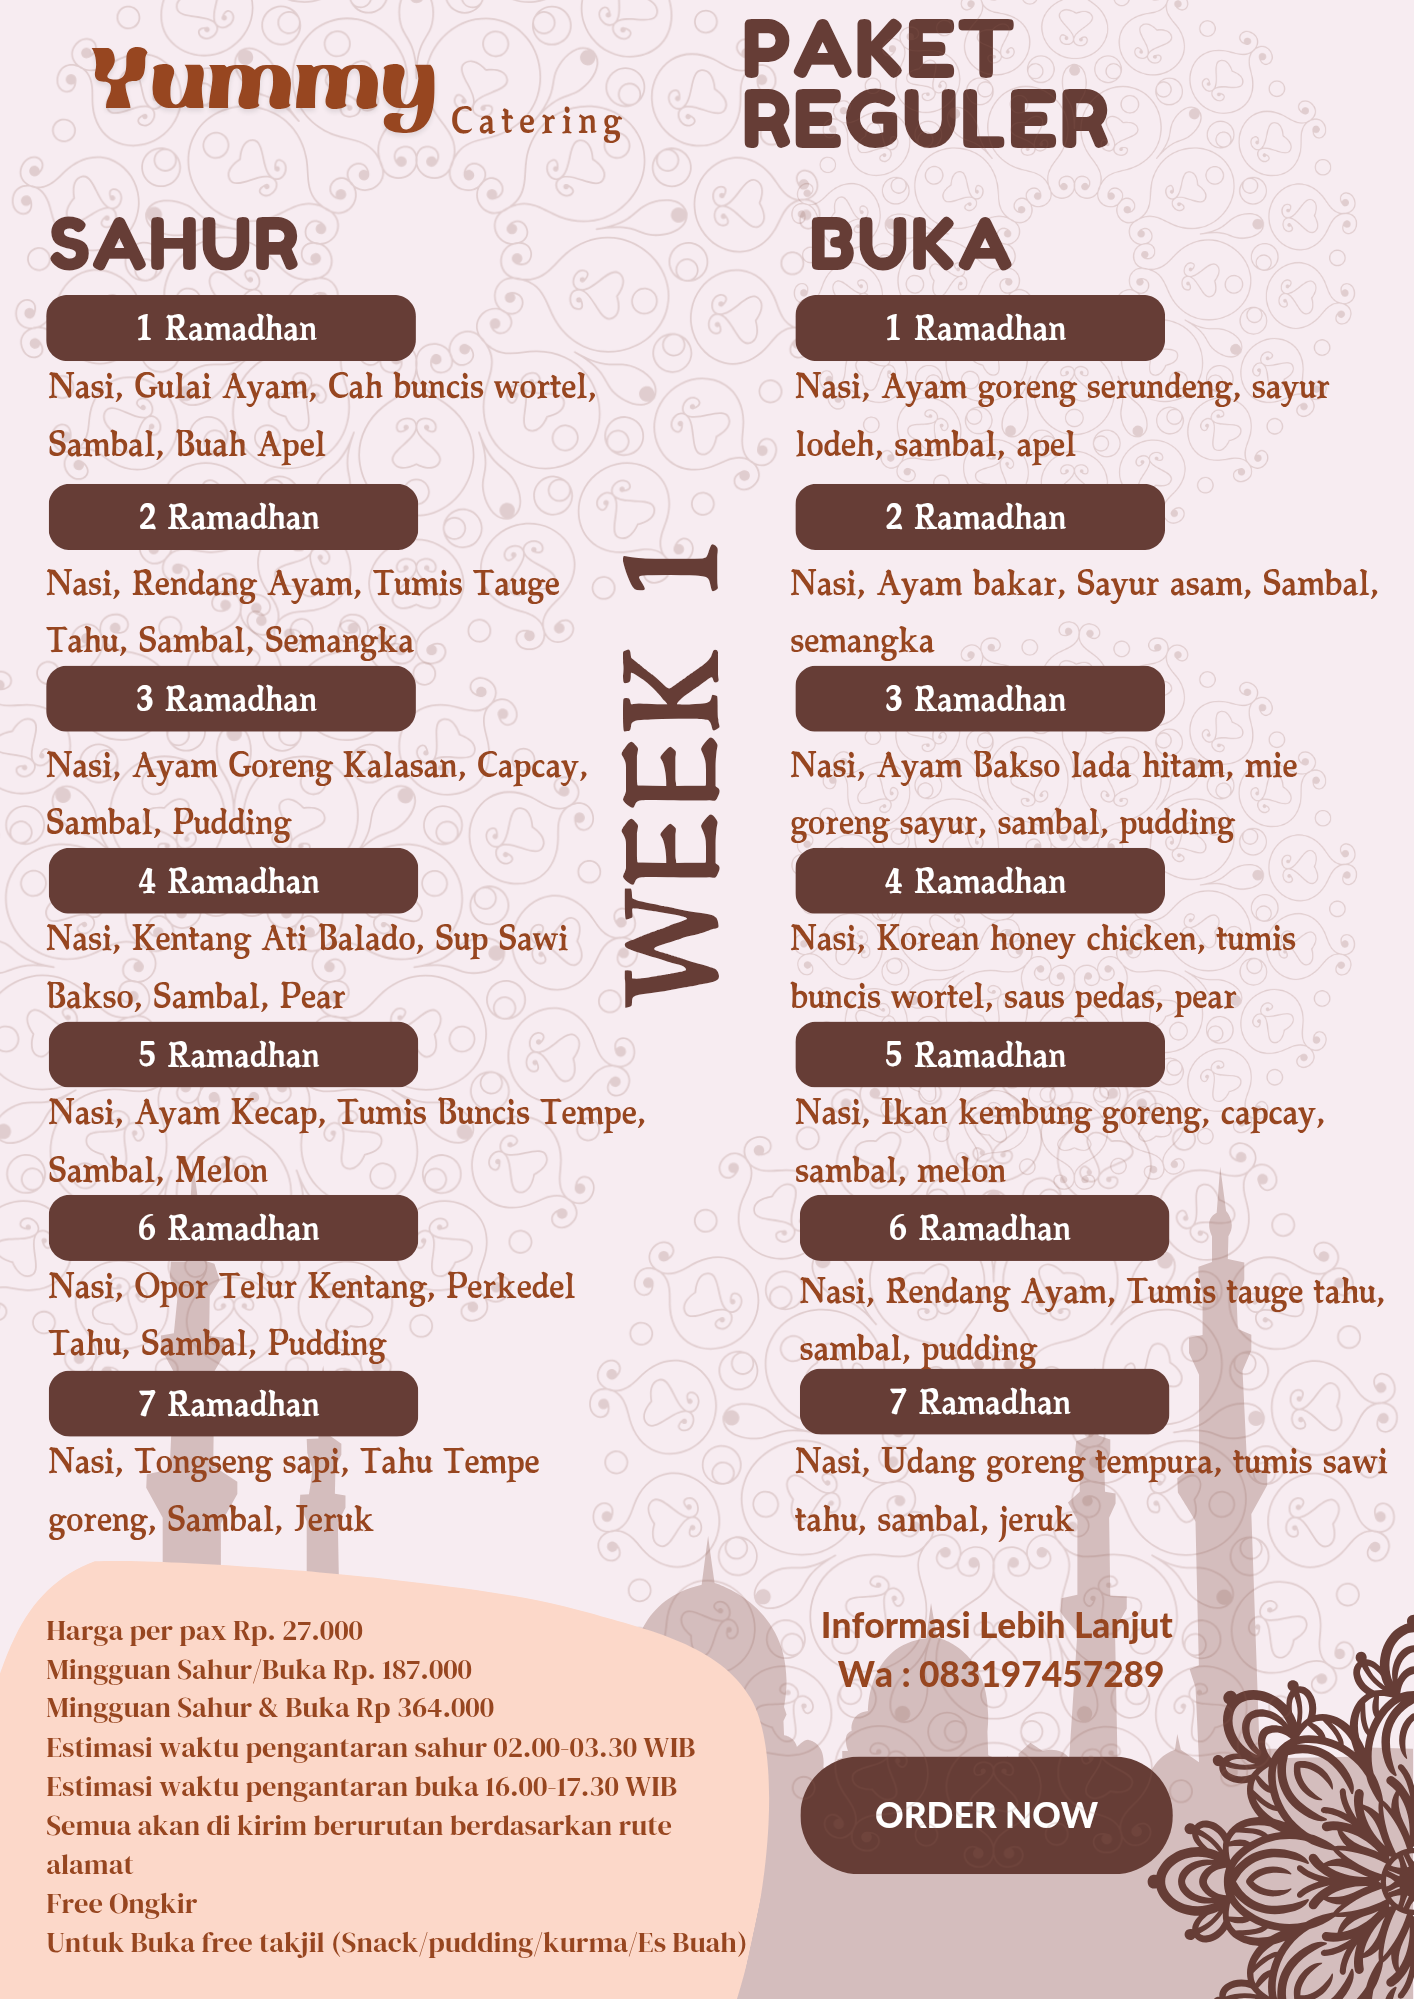 Yummy Catering
PAKET
REGULER
SAHUR
1 Ramadhan
Nasi, Gulai Ayam, Cah buncis wortel,
Sambal, Buah Apel
2 Ramadhan
Nasi, Rendang Ayam, Tumis Tauge
Tahu, Sambal, Semangka
3 Ramadhan
Nasi, Ayam Goreng Kalasan, Capcay,
Sambal, Pudding
4 Ramadhan
Nasi, Kentang Ati Balado, Sup Sawi
Bakso, Sambal, Pear
5 Ramadhan
Nasi, Ayam Kecap, Tumis Buncis Tempe,
Sambal, Melon
6 Ramadhan
Nasi, Opor Telur Kentang, Perkedel
Tahu, Sambal, Pudding
7 Ramadhan
Nasi, Tongseng sapi, Tahu Tempe
goreng, Sambal, Jeruk
WEEK 1
BUKA
1 Ramadhan
Nasi, Ayam goreng serundeng, sayur
lodeh, sambal, apel
2 Ramadhan
Nasi, Ayam bakar, Sayur asam, Sambal,
semangka
3 Ramadhan
Nasi, Ayam Bakso lada hitam, mie
goreng sayur, sambal, pudding
4 Ramadhan
Nasi, Korean honey chicken, tumis
buncis wortel, saus pedas, pear
5 Ramadhan
Nasi, Ikan kembung goreng, capcay,
sambal, melon
6 Ramadhan
Nasi, Rendang Ayam, Tumis tauge tahu,
sambal, pudding
7 Ramadhan
Nasi, Udang goreng tempura, tumis sawi
tahu, sambal, jeruk
Harga per pax Rp. 27.000
Mingguan Sahur/Buka Rp. 187.000
Mingguan Sahur & Buka Rp 364.000
Estimasi waktu pengantaran sahur 02.00-03.30 WIB
Estimasi waktu pengantaran buka 16.00-17.30 WIB
Semua akan di kirim berurutan berdasarkan rute
alamat
Free Ongkir
Untuk Buka free takjil (Snack/pudding/kurma/Es Buah)
Informasi Lebih Lanjut
Wa : 083197457289
ORDER NOW